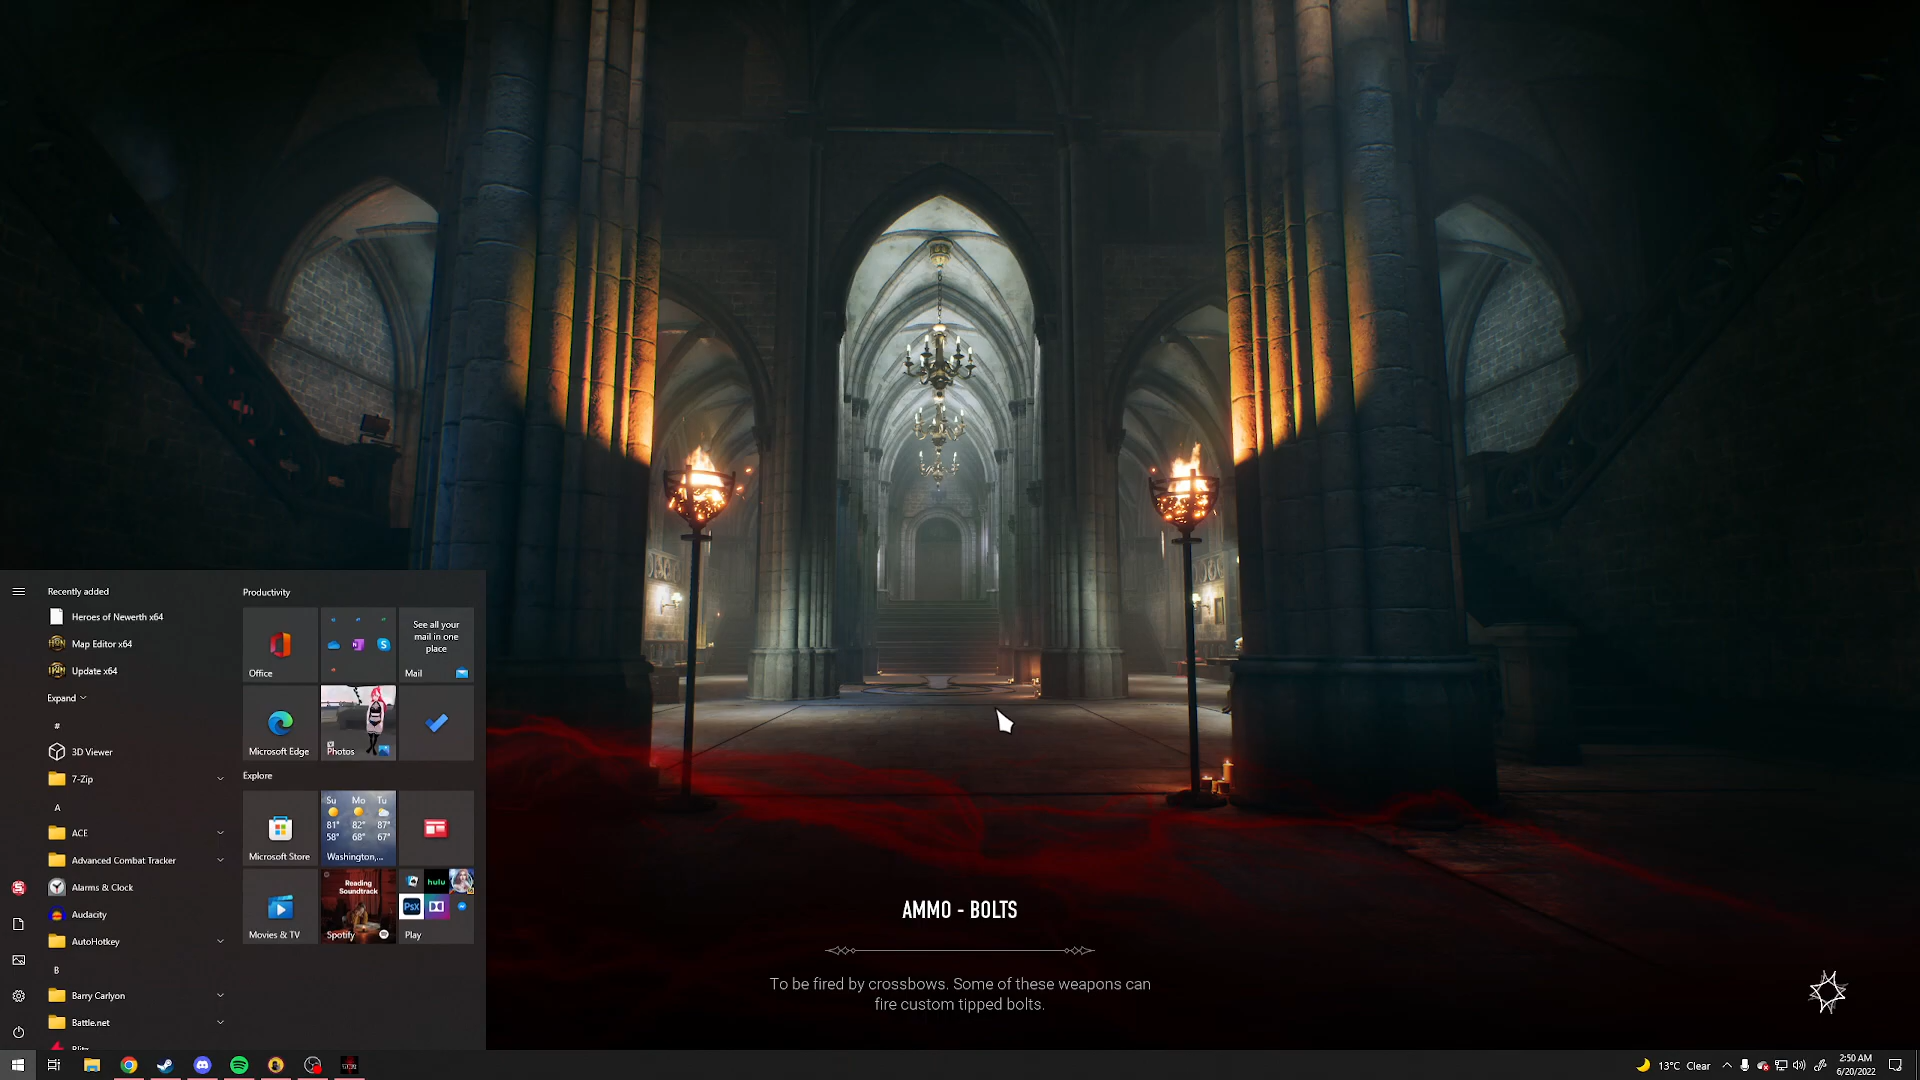 Recently added
Heroes of Newerth x64
Map Editor x64
Update x64
Expand
#
3D Viewer
7-Zip
A
ACE
Advanced Combat Tracker
Alarms & Clock
Audacity
AutoHotkey
B
Barry Carlyon
Battle.net
Blitz
Productivity
Office
See all your
mail in one
place
Mail
Microsoft Edge
Photos
Explore
Microsoft Store
Su Mo Tu
81° 82° 87°
58° 68° 67°
Washington,...
Movies & TV
Reading
Soundtrack
Spotify
hulu
PsX
Play
AMMO - BOLTS
To be fired by crossbows. Some of these weapons can
fire custom tipped bolts.
13°C Clear
2:50 AM
6/20/2022